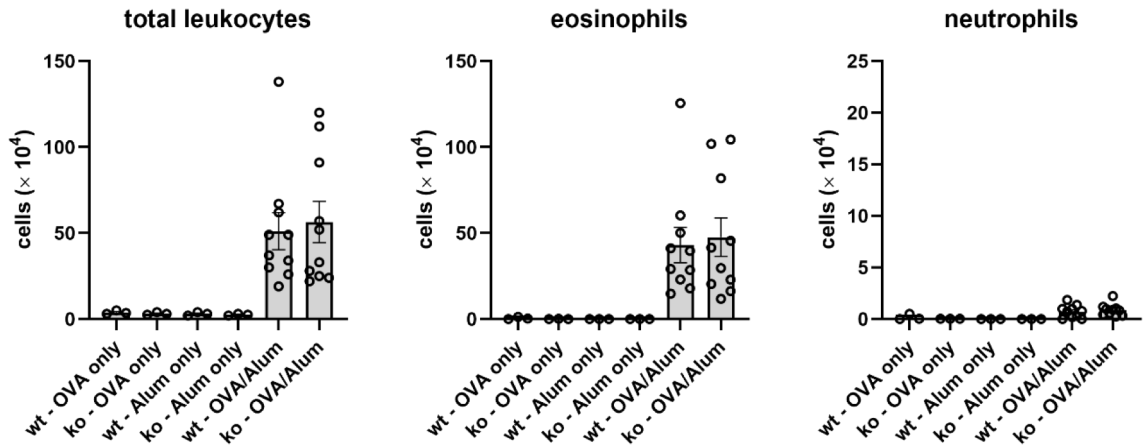 total leukocytes
cells (× 10⁴)
150
100
50
0
wt - OVA only
ko - OVA only
wt - Alum only
ko - Alum only
wt - OVA/Alum
ko - OVA/Alum
eosinophils
cells (× 10⁴)
150
100
50
0
wt - OVA only
ko - OVA only
wt - Alum only
ko - Alum only
wt - OVA/Alum
ko - OVA/Alum
neutrophils
cells (× 10⁴)
25
20
15
10
5
0
wt - OVA only
ko - OVA only
wt - Alum only
ko - Alum only
wt - OVA/Alum
ko - OVA/Alum